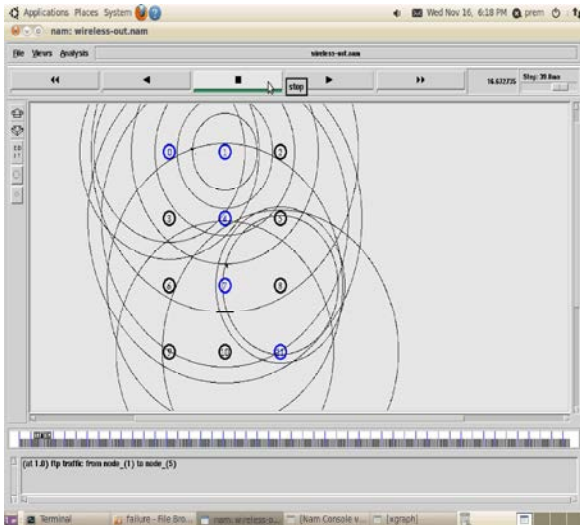 Applications Places System Wed Nov 16, 6:18 PM prem
nam: wireless-out.nam
File Views Analysis wireless-out.nam
stop 16.632735 Step: 39.8ms
0 1 2
3 4 5
6 7 8
9 10 11
(at 1.0) ftp traffic from node_(1) to node_(5)
Terminal failure - File Bro... nam: wireless-o... [Nam Console v... [xgraph]